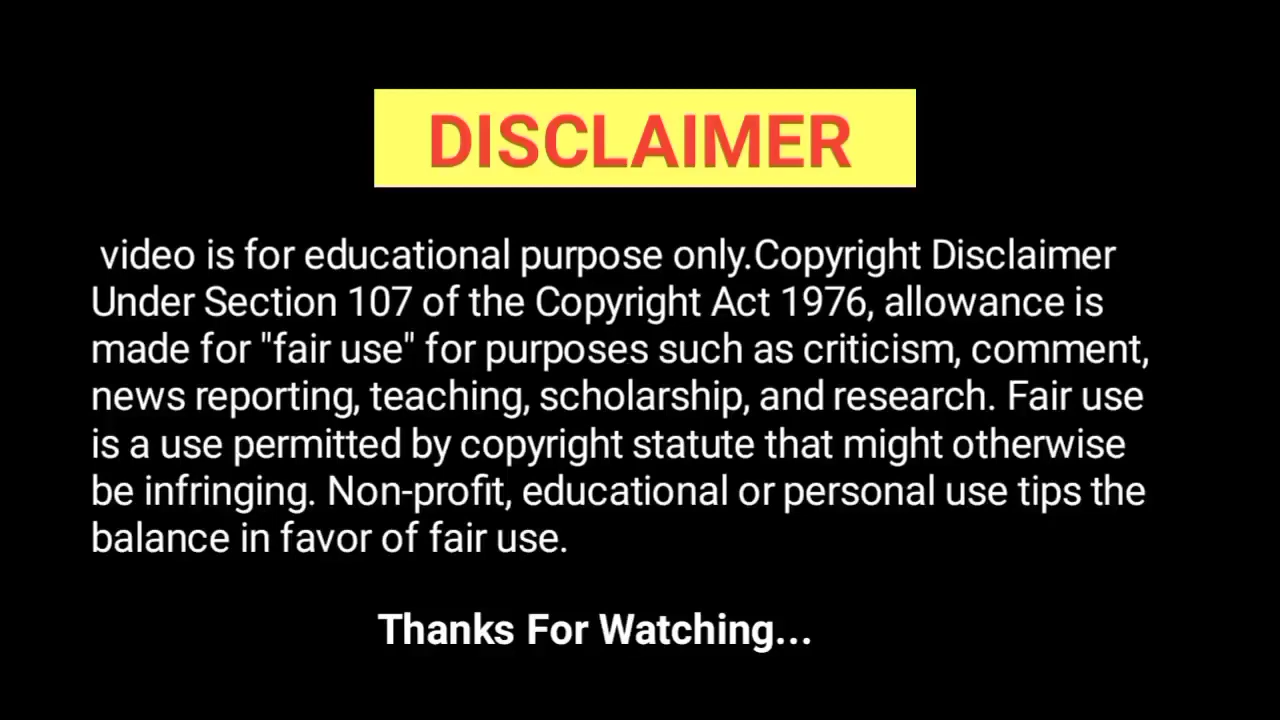 DISCLAIMER
video is for educational purpose only.Copyright Disclaimer
Under Section 107 of the Copyright Act 1976, allowance is
made for "fair use" for purposes such as criticism, comment,
news reporting, teaching, scholarship, and research. Fair use
is a use permitted by copyright statute that might otherwise
be infringing. Non-profit, educational or personal use tips the
balance in favor of fair use.
Thanks For Watching...